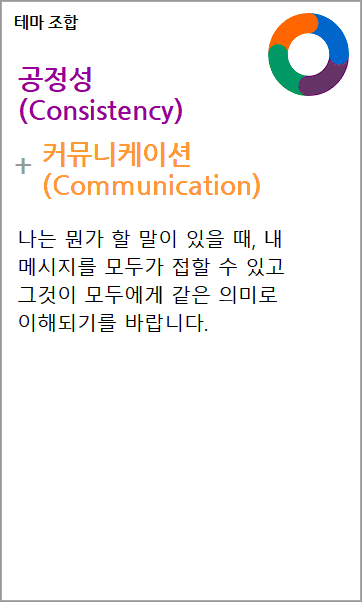 테마 조합
공정성
(Consistency)
+ 커뮤니케이션
(Communication)
나는 뭔가 할 말이 있을 때, 내
메시지를 모두가 접할 수 있고
그것이 모두에게 같은 의미로
이해되기를 바랍니다.